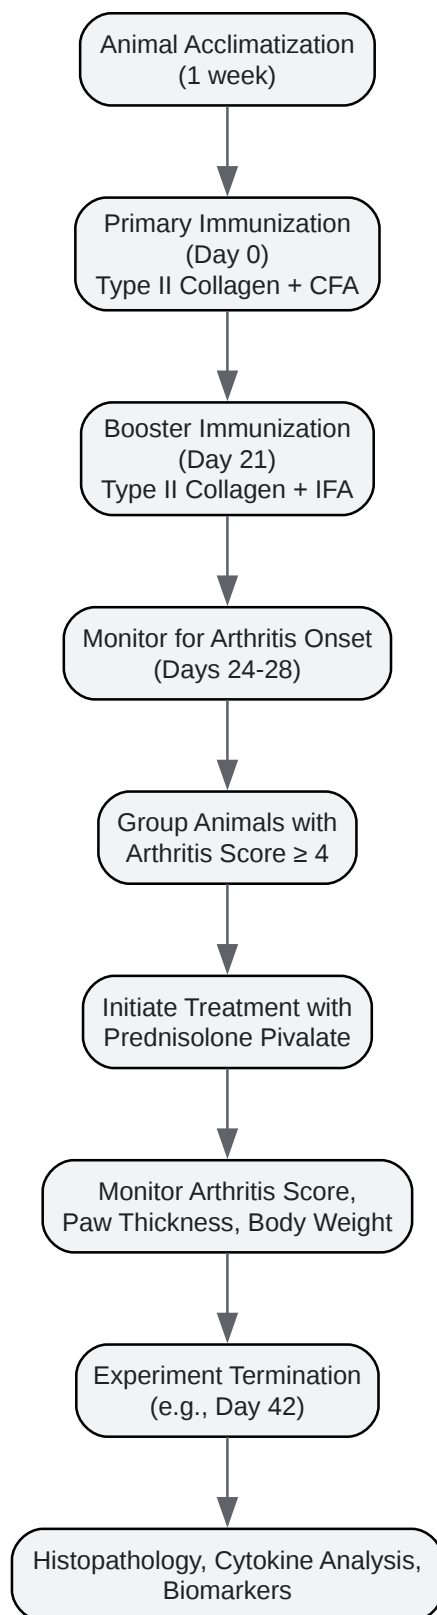 Animal Acclimatization
(1 week)
Primary Immunization
(Day 0)
Type II Collagen + CFA
Booster Immunization
(Day 21)
Type II Collagen + IFA
Monitor for Arthritis Onset
(Days 24-28)
Group Animals with
Arthritis Score ≥ 4
Initiate Treatment with
Prednisolone Pivalate
Monitor Arthritis Score,
Paw Thickness, Body Weight
Experiment Termination
(e.g., Day 42)
Histopathology, Cytokine Analysis,
Biomarkers